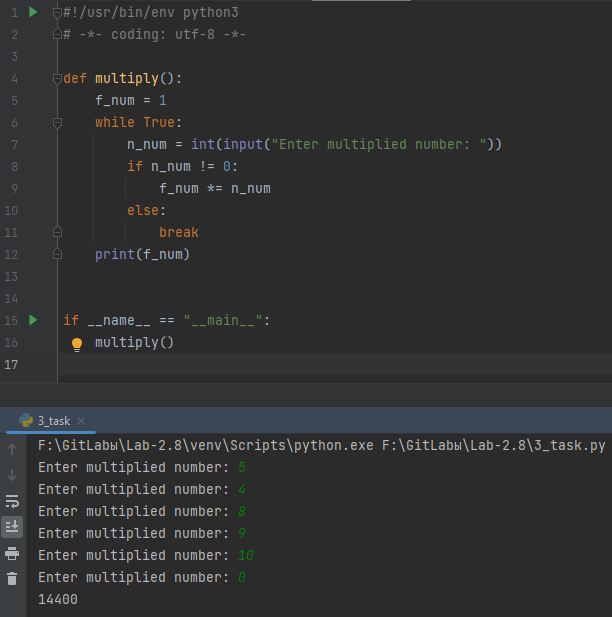 1 #!/usr/bin/env python3
2 # -*- coding: utf-8 -*-
3
4 def multiply():
5     f_num = 1
6     while True:
7         n_num = int(input("Enter multiplied number: "))
8         if n_num != 0:
9             f_num *= n_num
10         else:
11             break
12     print(f_num)
13
14
15 if __name__ == "__main__":
16     multiply()
17
3_task
F:\GitLabы\Lab-2.8\venv\Scripts\python.exe F:\GitLabы\Lab-2.8\3_task.py
Enter multiplied number: 5
Enter multiplied number: 4
Enter multiplied number: 8
Enter multiplied number: 9
Enter multiplied number: 10
Enter multiplied number: 0
14400